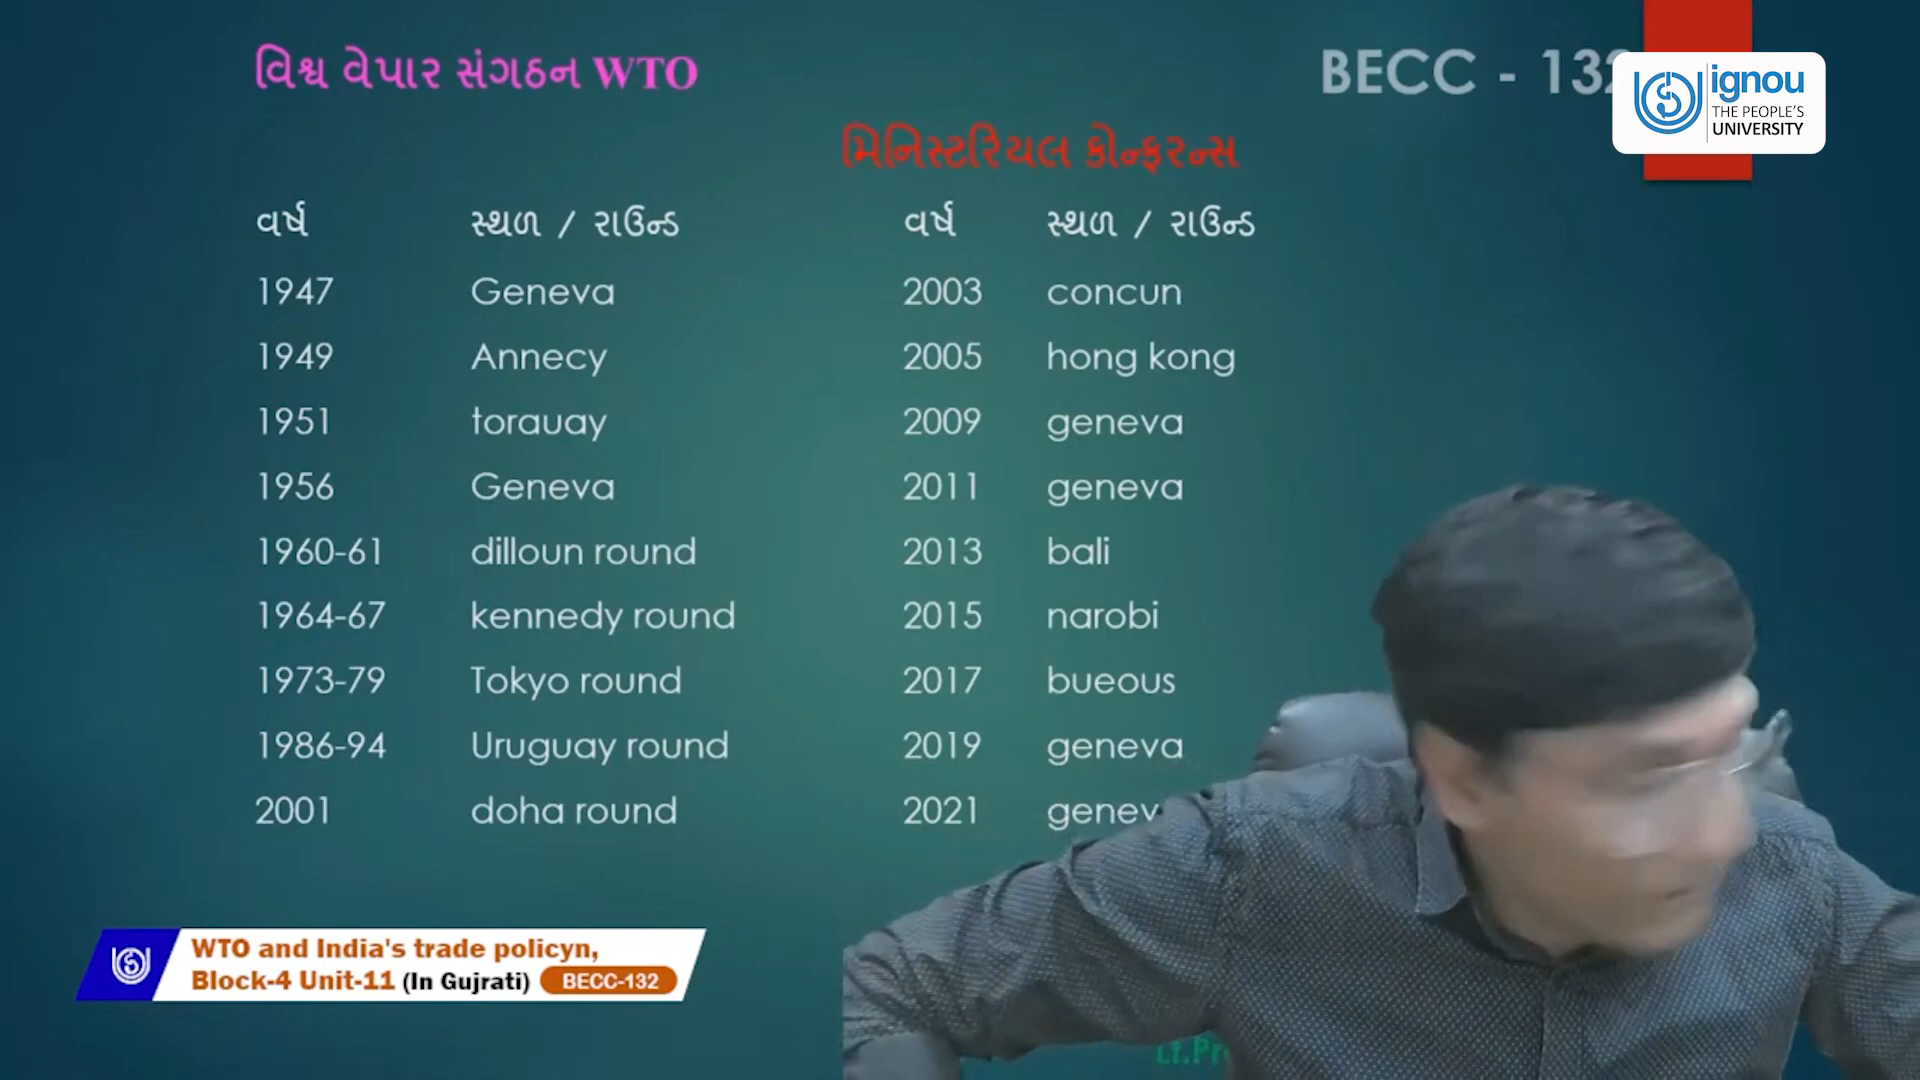 વિશ્વ વેપાર સંગઠન WTO
BECC - 132
ignou
THE PEOPLE'S
UNIVERSITY
મિનિસ્ટરિયલ કોન્ફરન્સ
વર્ષ સ્થળ / રાઉન્ડ વર્ષ સ્થળ / રાઉન્ડ
1947 Geneva 2003 concun
1949 Annecy 2005 hong kong
1951 torauay 2009 geneva
1956 Geneva 2011 geneva
1960-61 dilloun round 2013 bali
1964-67 kennedy round 2015 narobi
1973-79 Tokyo round 2017 bueous
1986-94 Uruguay round 2019 geneva
2001 doha round 2021 genev
WTO and India's trade policyn,
Block-4 Unit-11 (In Gujrati) BECC-132